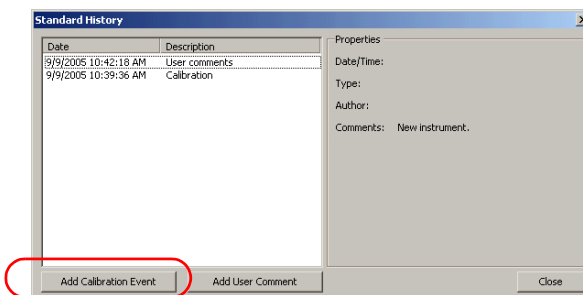 Standard History
Date Description
9/9/2005 10:42:18 AM User comments
9/9/2005 10:39:36 AM Calibration
Properties
Date/Time:
Type:
Author:
Comments: New instrument.
Add Calibration Event Add User Comment Close